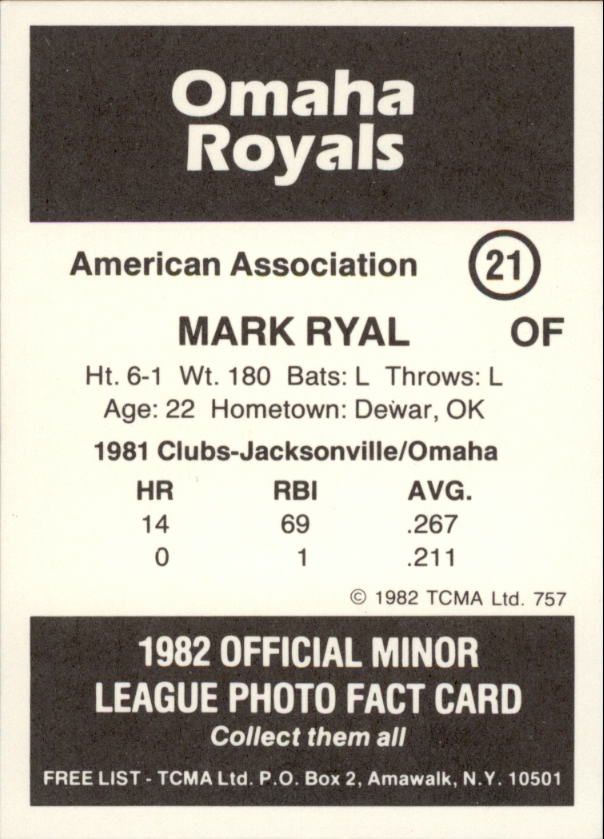 Omaha
Royals
American Association 21
MARK RYAL OF
Ht. 6-1 Wt. 180 Bats: L Throws: L
Age: 22 Hometown: Dewar, OK
1981 Clubs-Jacksonville/Omaha
HR RBI AVG.
14 69 .267
0 1 .211
© 1982 TCMA Ltd. 757
1982 OFFICIAL MINOR
LEAGUE PHOTO FACT CARD
Collect them all
FREE LIST - TCMA Ltd. P.O. Box 2, Amawalk, N.Y. 10501